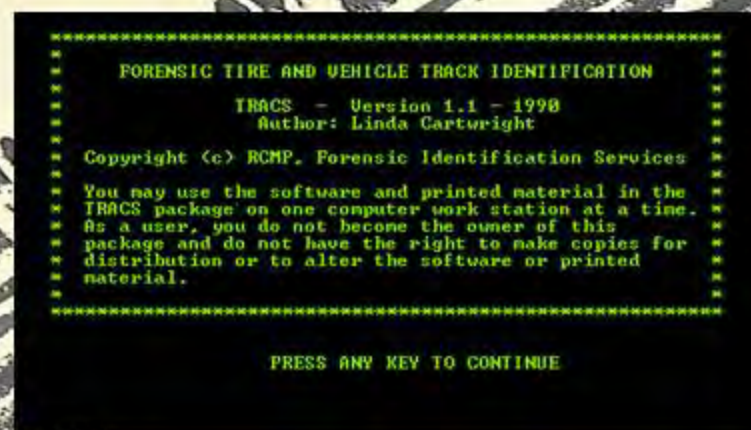 FORENSIC TIRE AND VEHICLE TRACK IDENTIFICATION
TRACS - Version 1.1 - 1990
Author: Linda Cartwright
Copyright (c) RCMP, Forensic Identification Services
You may use the software and printed material in the
TRACS package on one computer work station at a time.
As a user, you do not become the owner of this
package and do not have the right to make copies for
distribution or to alter the software or printed
material.
PRESS ANY KEY TO CONTINUE